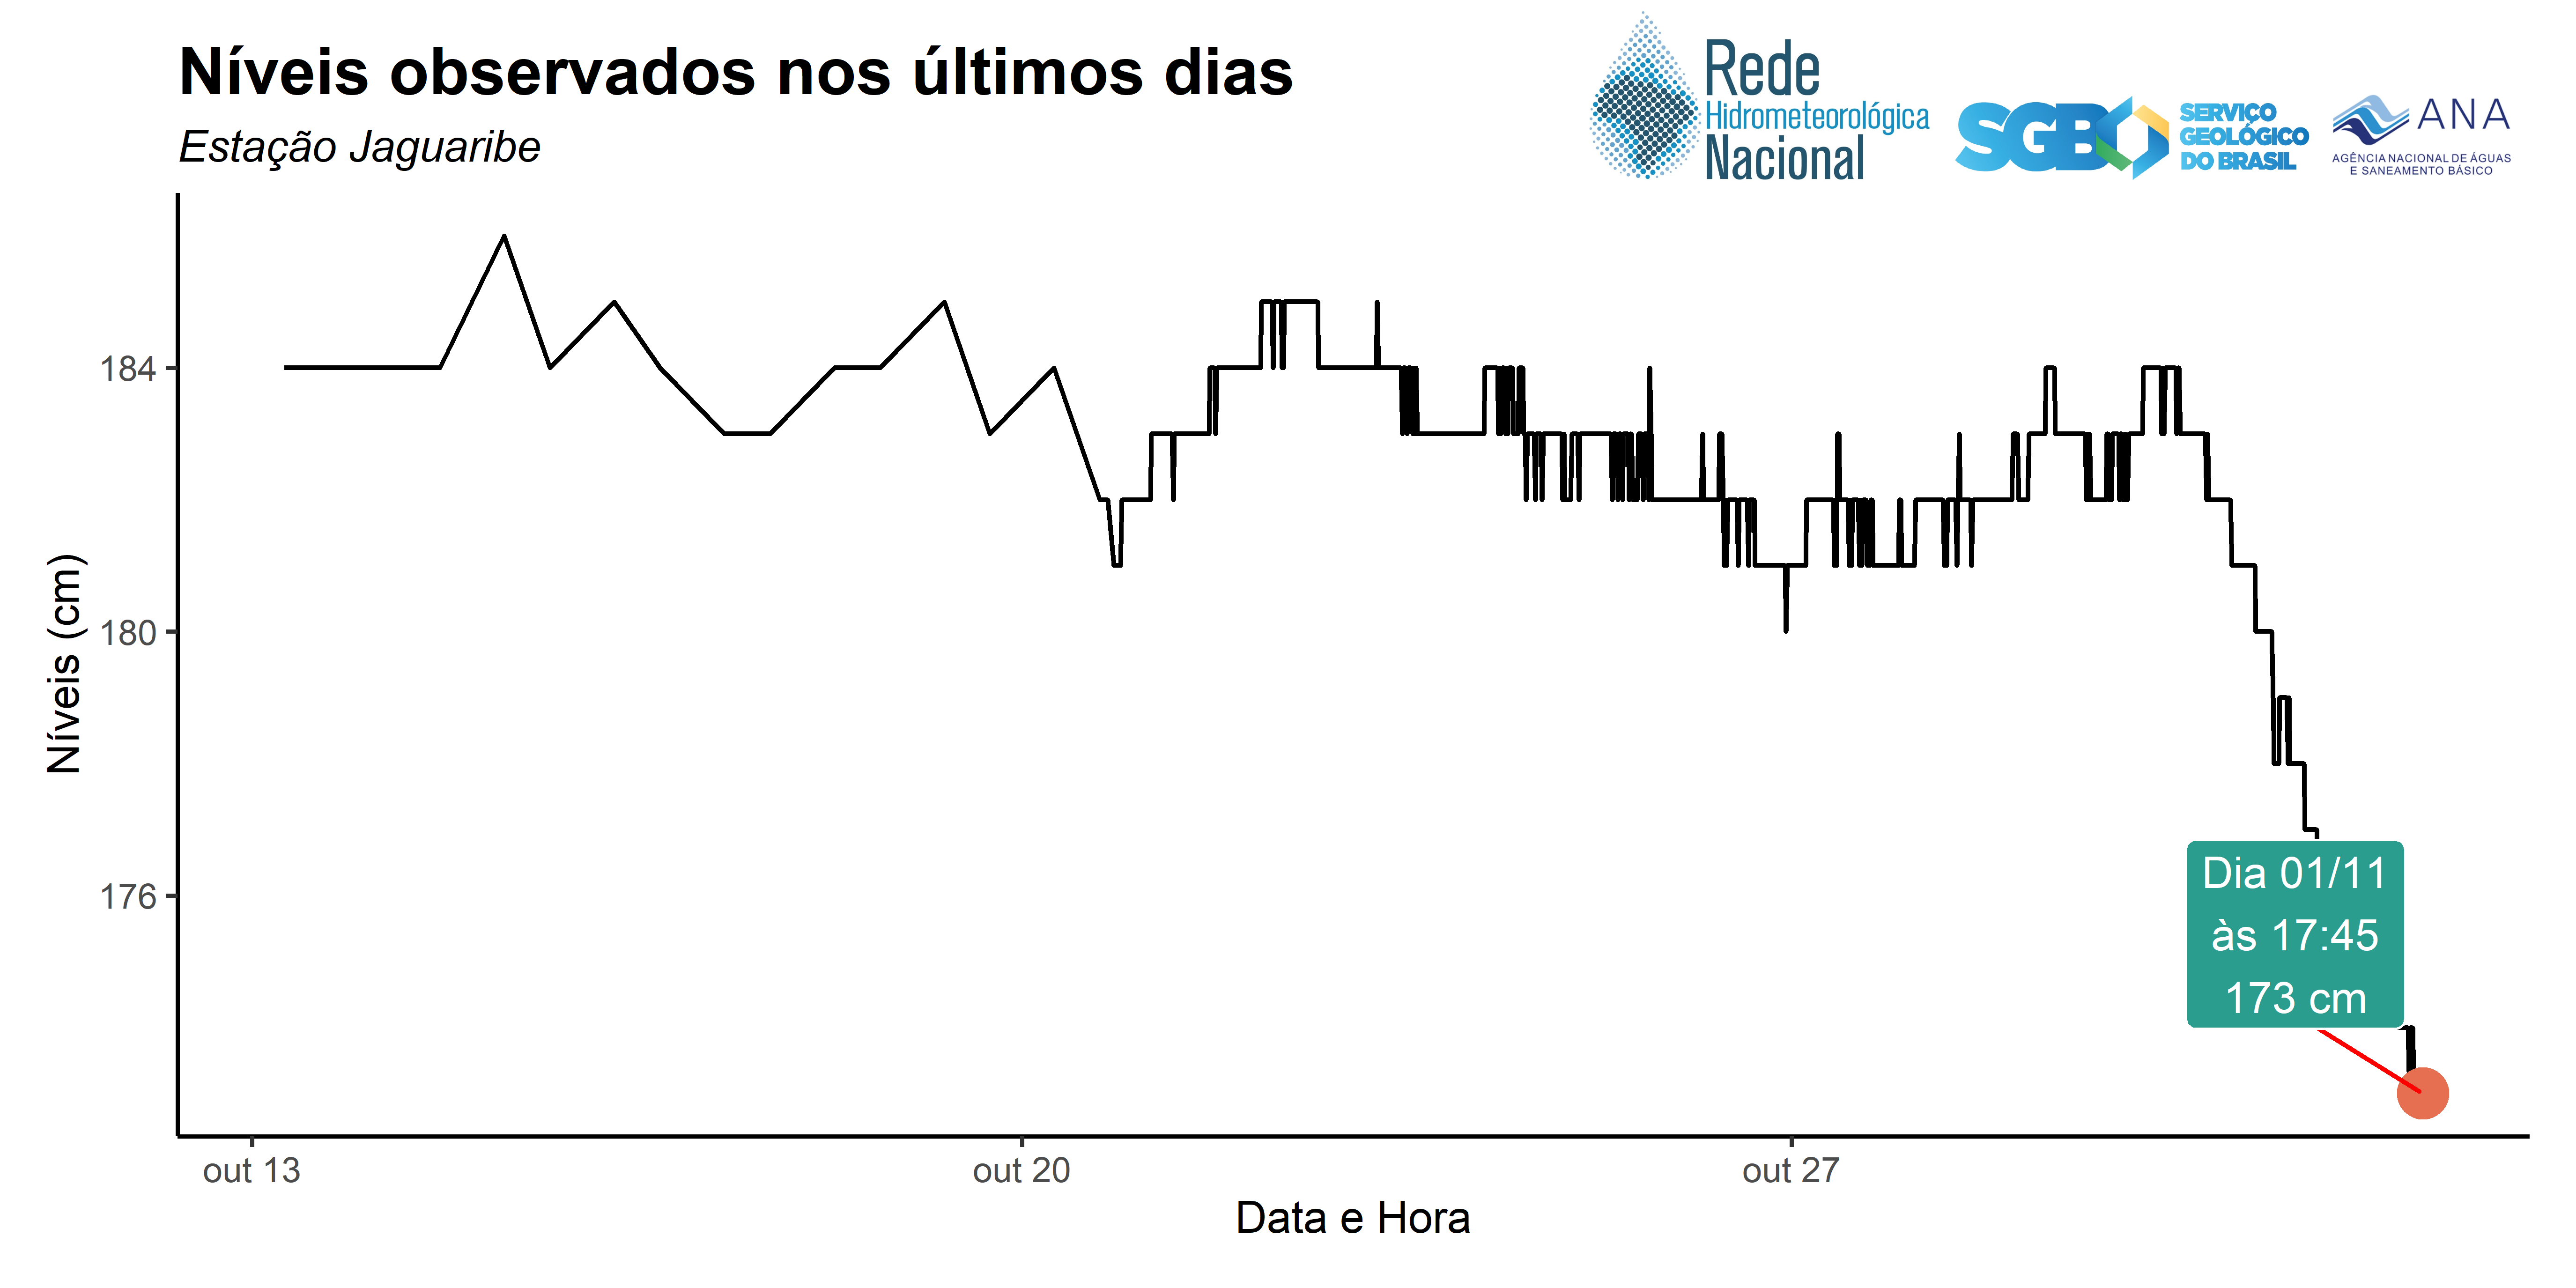 Níveis observados nos últimos dias
Estação Jaguaribe
Rede
Hidrometeorológica
Nacional
SGB
SERVIÇO
GEOLÓGICO
DO BRASIL
ANA
AGÊNCIA NACIONAL DE ÁGUAS
E SANEAMENTO BÁSICO
Níveis (cm)
184
180
176
Dia 01/11
às 17:45
173 cm
out 13
out 20
out 27
Data e Hora